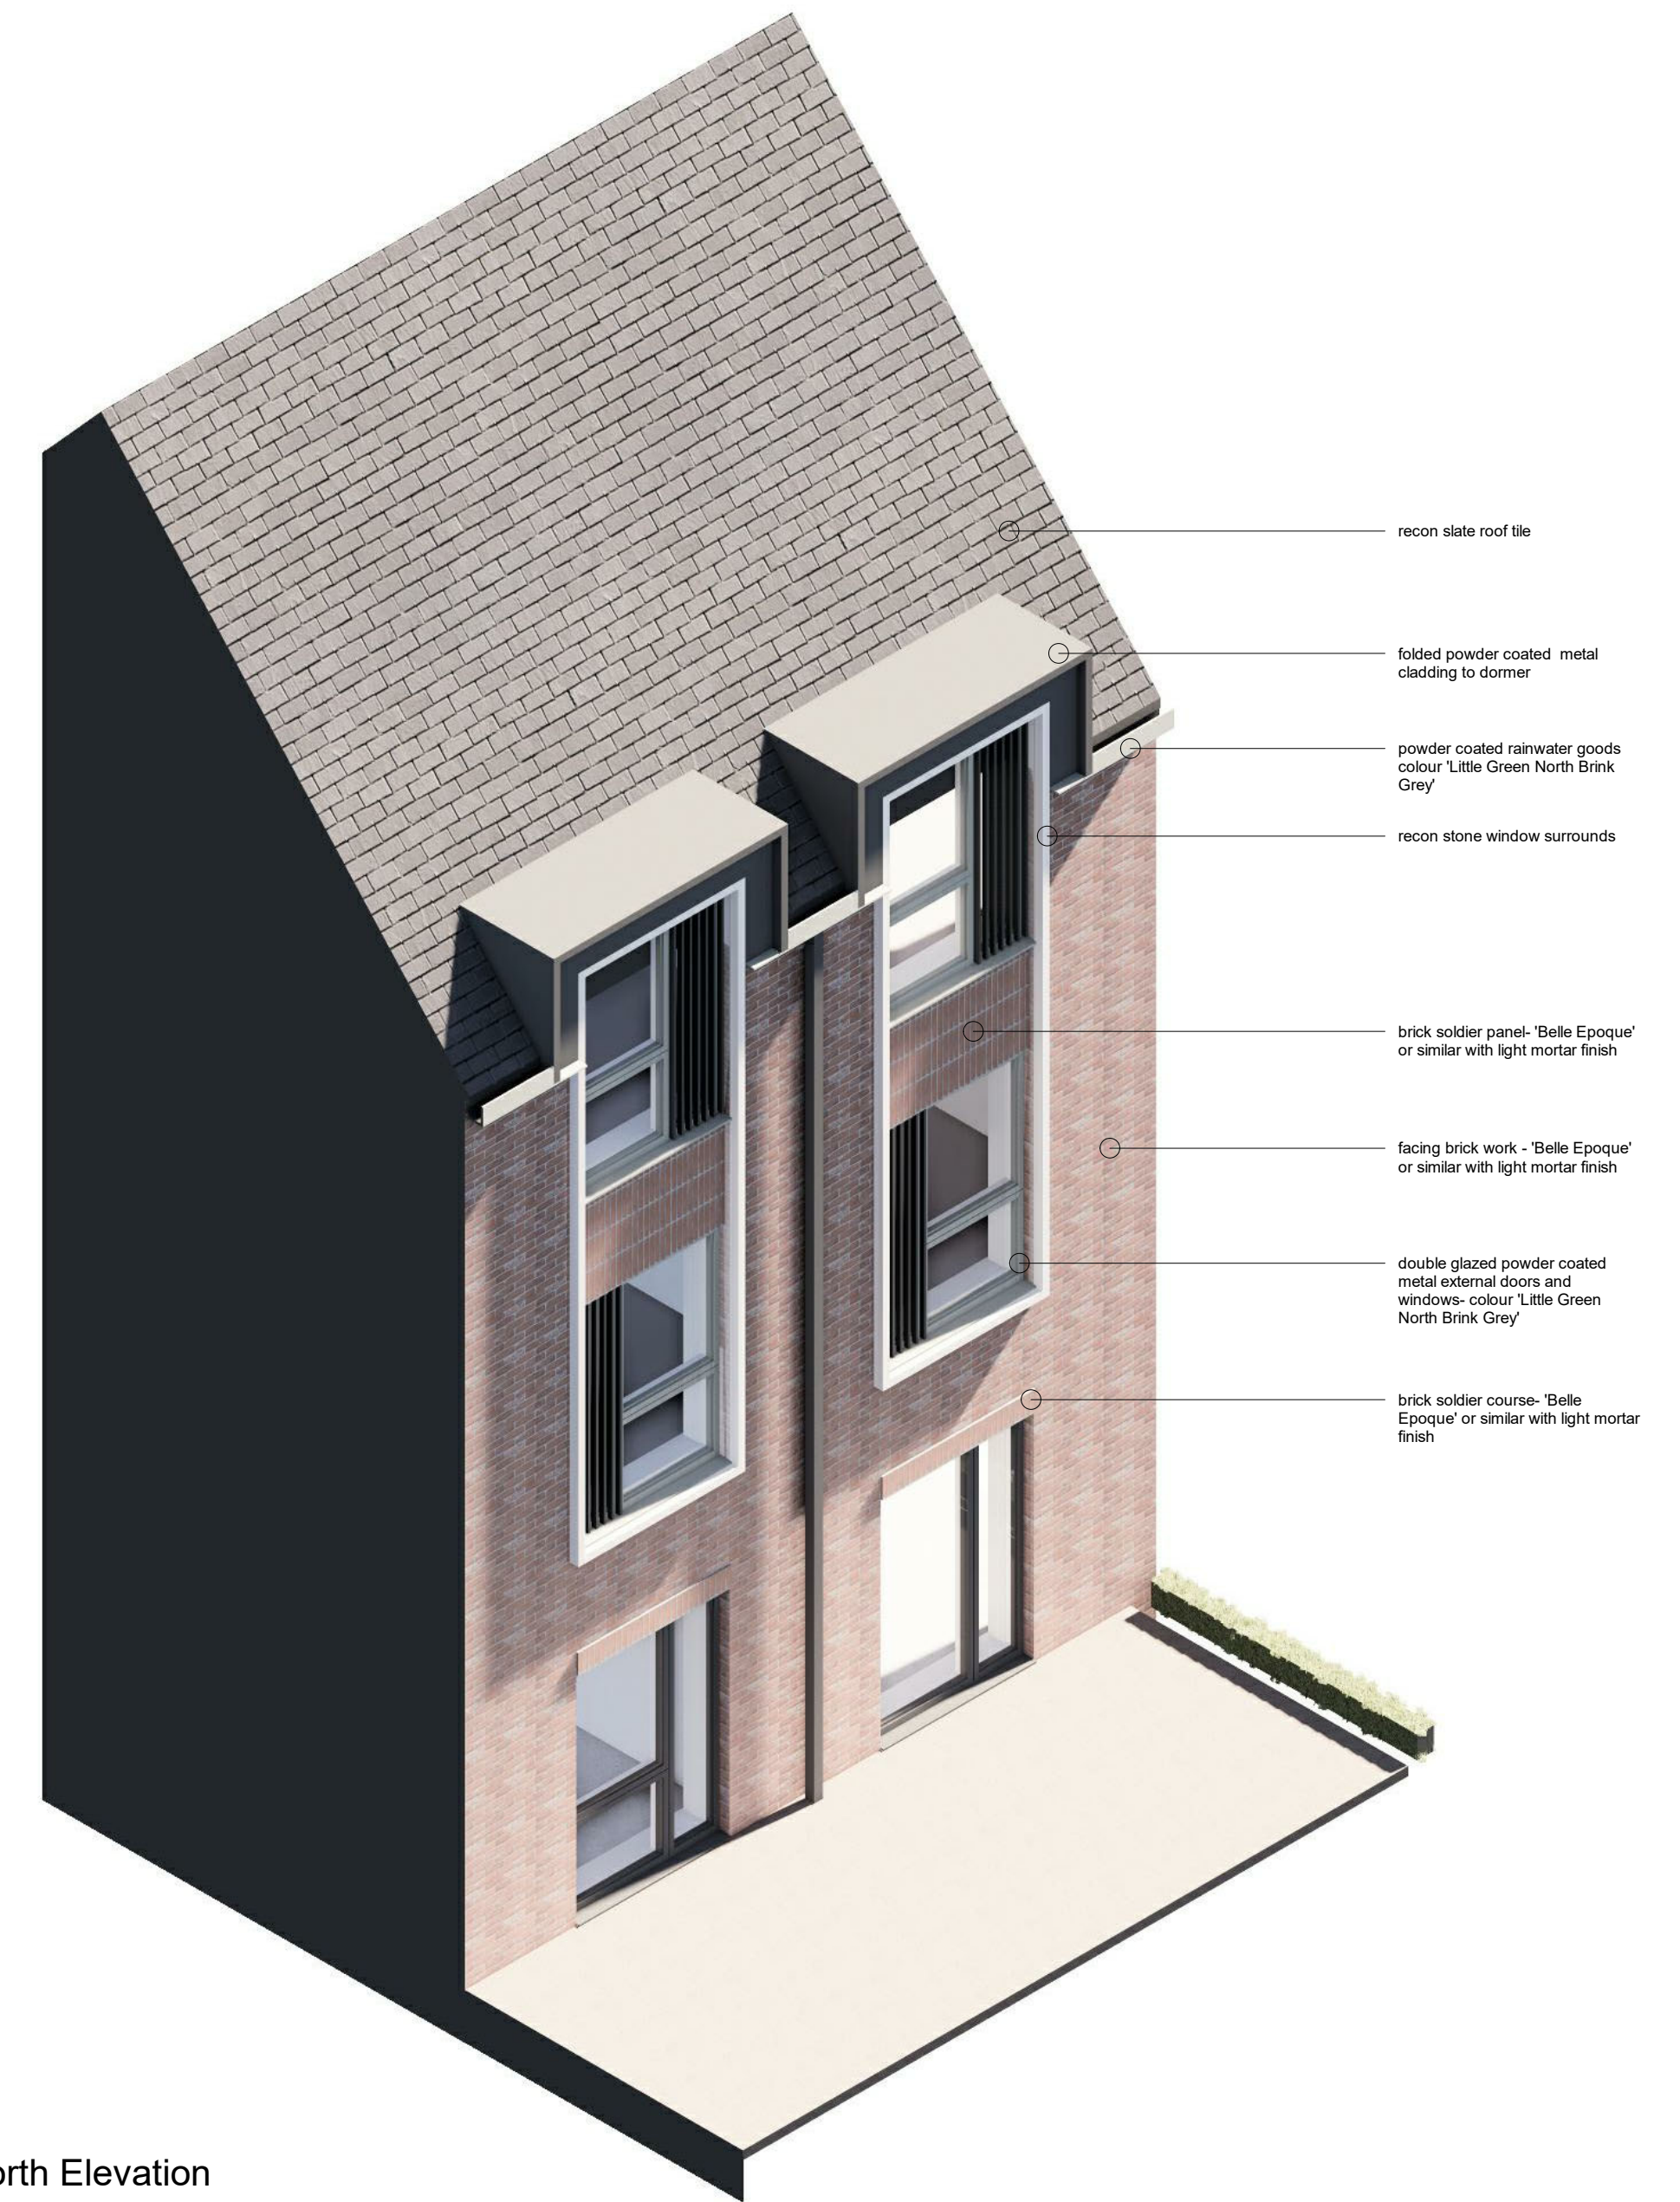 recon slate roof tile
folded powder coated  metal
cladding to dormer
powder coated rainwater goods
colour 'Little Green North Brink
Grey'
recon stone window surrounds
brick soldier panel- 'Belle Epoque'
or similar with light mortar finish
facing brick work - 'Belle Epoque'
or similar with light mortar finish
double glazed powder coated
metal external doors and
windows- colour 'Little Green
North Brink Grey'
brick soldier course- 'Belle
Epoque' or similar with light mortar
finish
orth Elevation